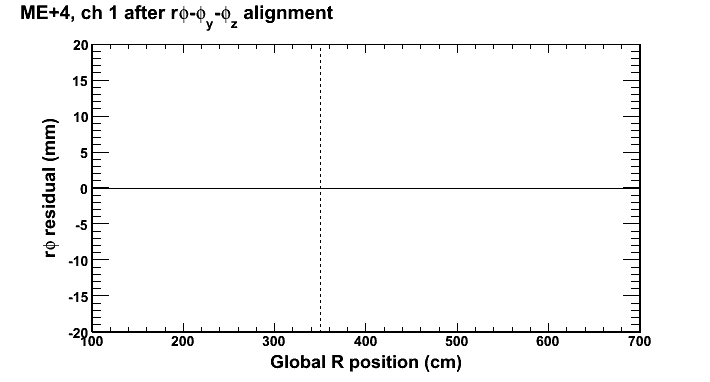 ME+4, ch 1 after rϕ-ϕy-ϕz alignment
20
15
10
5
0
-5
-10
-15
-20
100 200 300 400 500 600 700
rϕ residual (mm)
Global R position (cm)